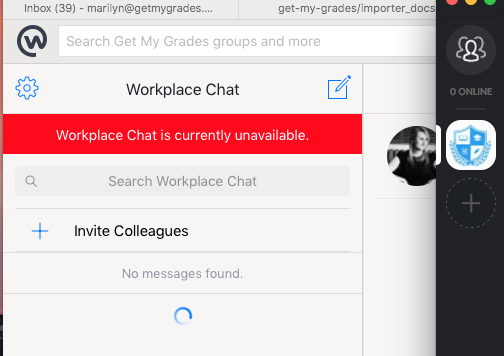 Inbox (39) - marilyn@getmygrades....
get-my-grades/importer_docs
Search Get My Grades groups and more
Workplace Chat
Workplace Chat is currently unavailable.
Search Workplace Chat
Invite Colleagues
No messages found.
0 ONLINE